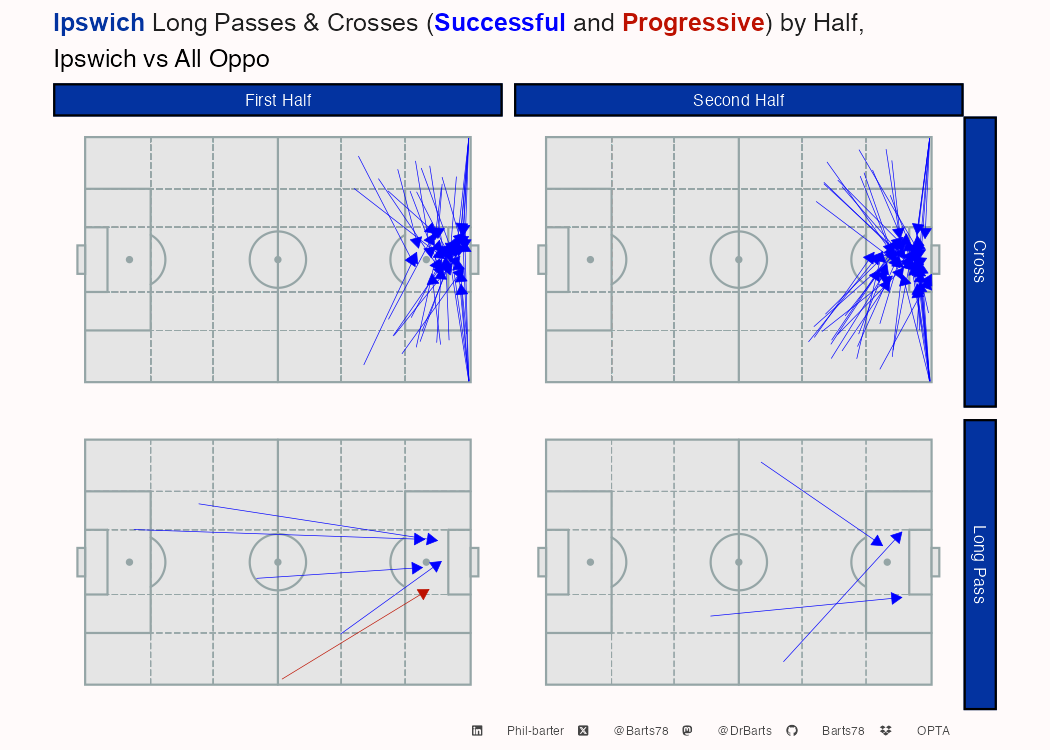 Ipswich Long Passes & Crosses (Successful and Progressive) by Half,
Ipswich vs All Oppo
First Half
Second Half
Cross
Long Pass
Phil-barter @Barts78 @DrBarts Barts78 OPTA